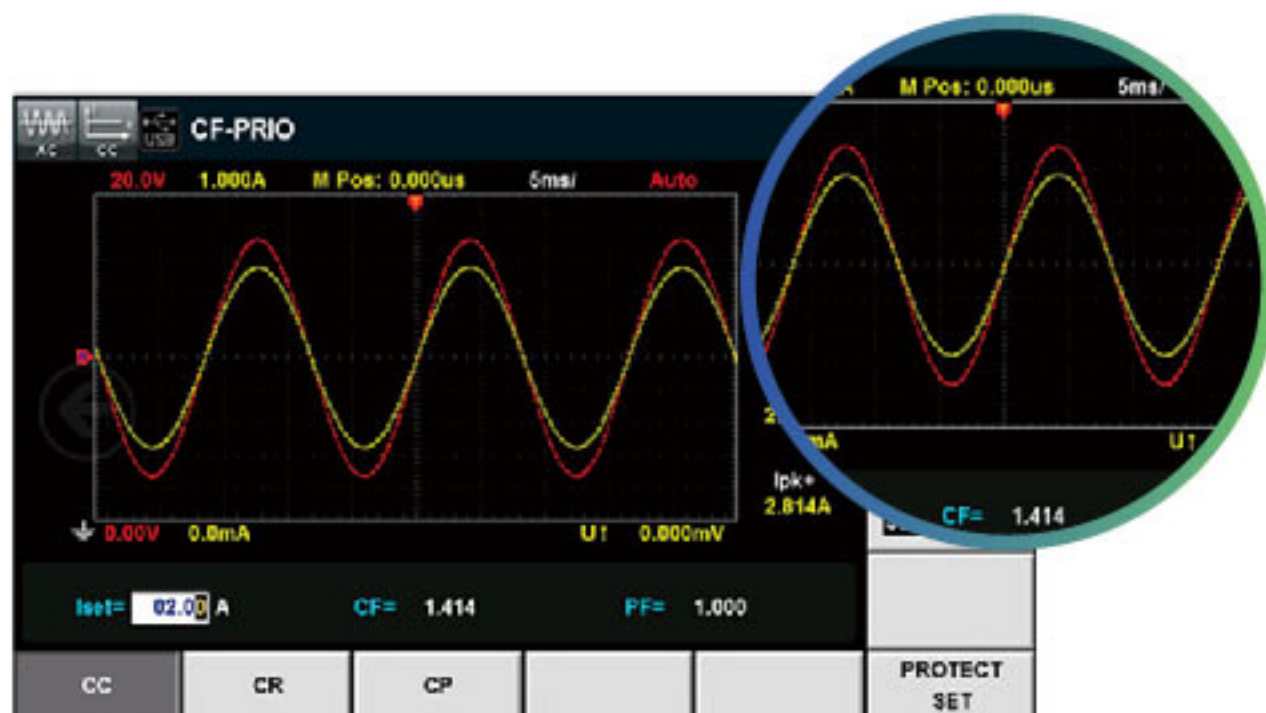 AC CC USB CF-PRIO
20.0V 1.000A M Pos: 0.000us 5ms/ Auto
0.00V 0.0mA U↑ 0.000mV
Ipk+
2.814A
Iset= 02.00 A CF= 1.414 PF= 1.000
CC CR CP
PROTECT
SET
M Pos: 0.000us 5ms/
mA U↑
CF= 1.414